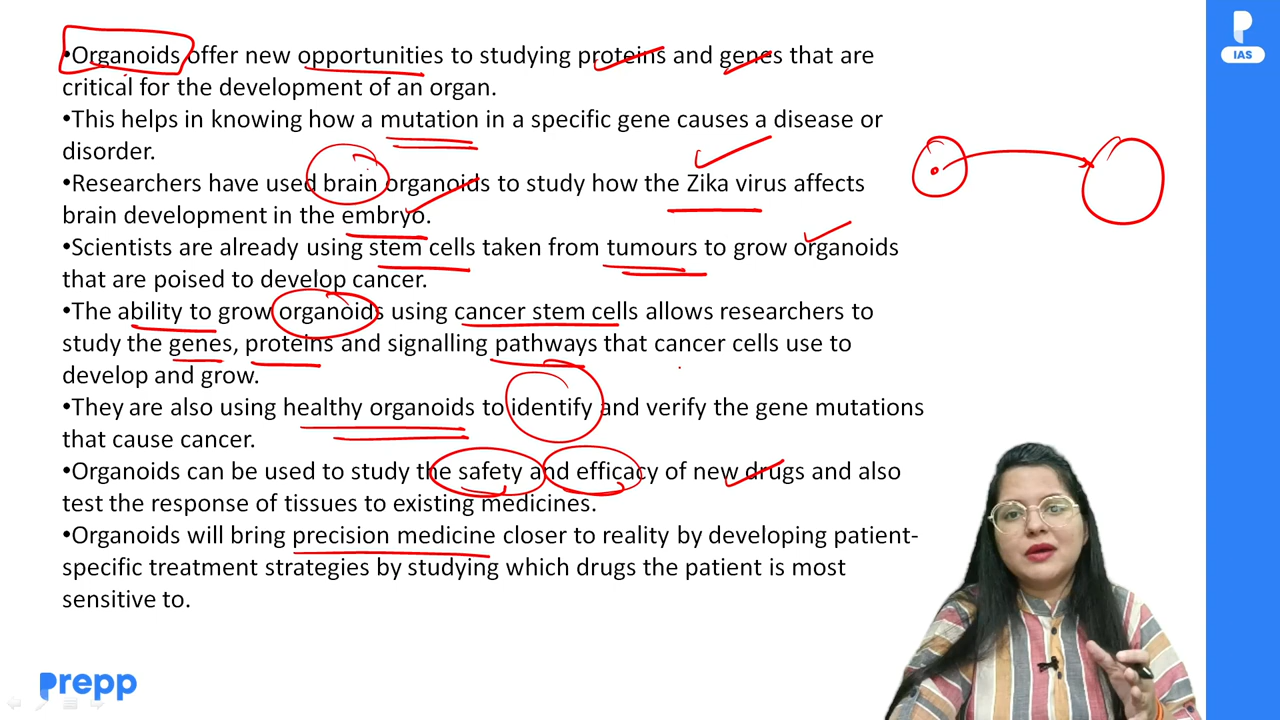 •Organoids offer new opportunities to studying proteins and genes that are
critical for the development of an organ.
•This helps in knowing how a mutation in a specific gene causes a disease or
disorder.
•Researchers have used brain organoids to study how the Zika virus affects
brain development in the embryo.
•Scientists are already using stem cells taken from tumours to grow organoids
that are poised to develop cancer.
•The ability to grow organoids using cancer stem cells allows researchers to
study the genes, proteins and signalling pathways that cancer cells use to
develop and grow.
•They are also using healthy organoids to identify and verify the gene mutations
that cause cancer.
•Organoids can be used to study the safety and efficacy of new drugs and also
test the response of tissues to existing medicines.
•Organoids will bring precision medicine closer to reality by developing patient-
specific treatment strategies by studying which drugs the patient is most
sensitive to.
IAS
prepp